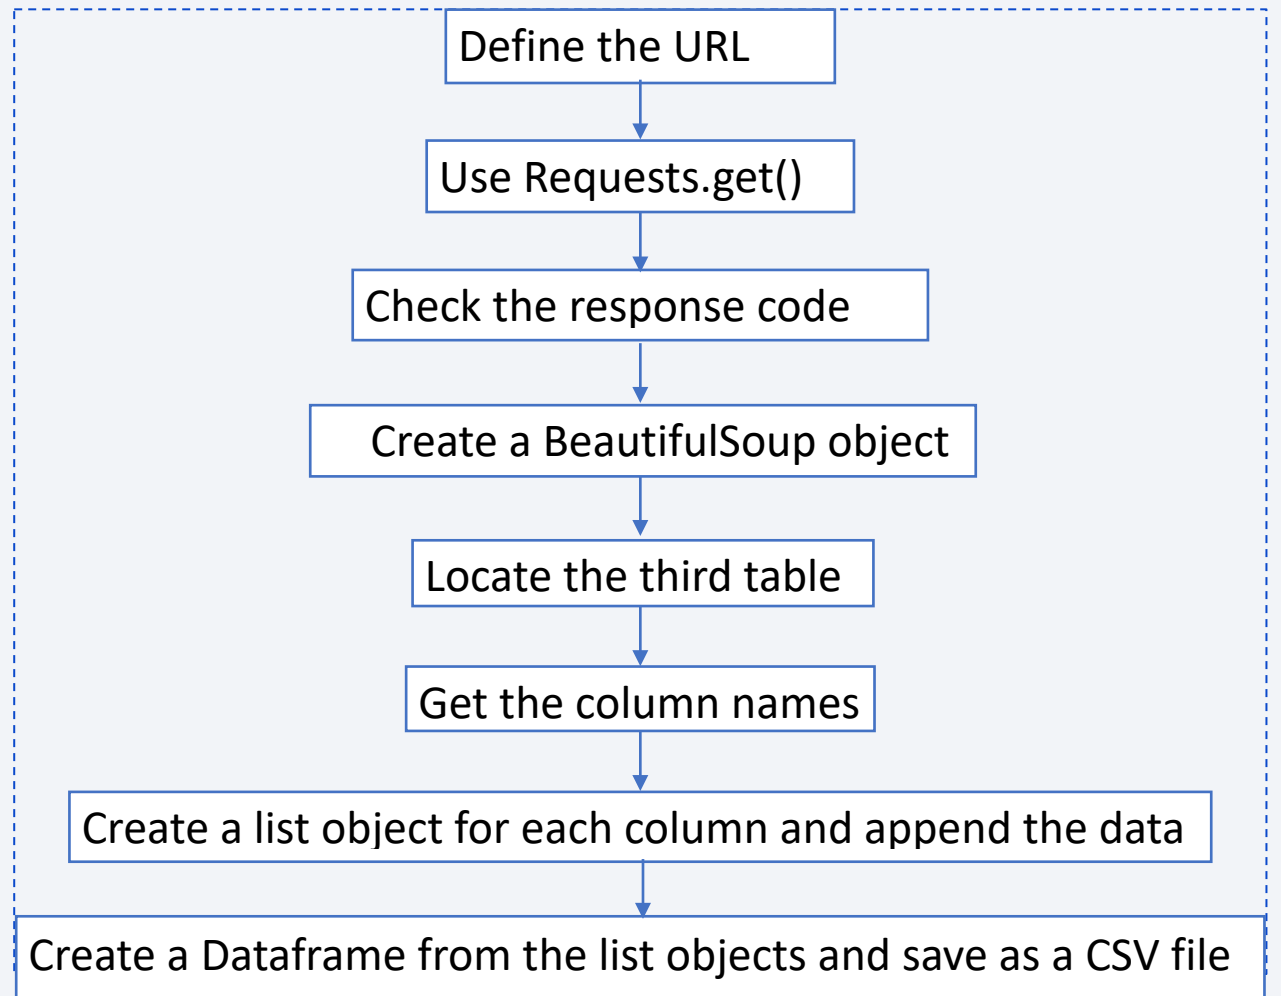 Define the URL
Use Requests.get()
Check the response code
Create a BeautifulSoup object
Locate the third table
Get the column names
Create a list object for each column and append the data
Create a Dataframe from the list objects and save as a CSV file